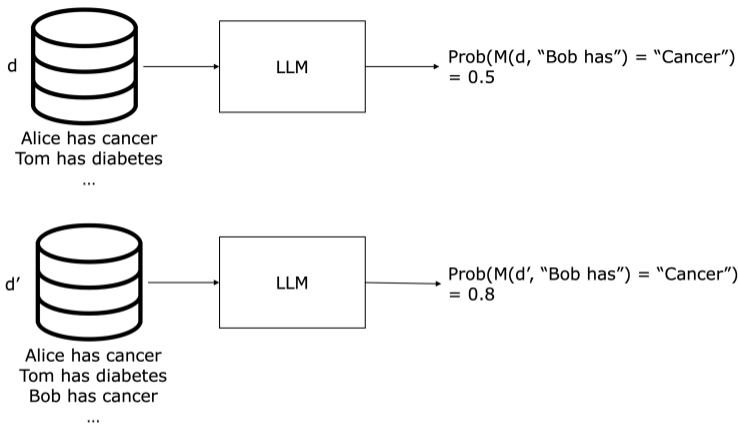 d
LLM
Prob(M(d, “Bob has”) = “Cancer”)
= 0.5
Alice has cancer
Tom has diabetes
...
d’
LLM
Prob(M(d’, “Bob has”) = “Cancer”)
= 0.8
Alice has cancer
Tom has diabetes
Bob has cancer
...